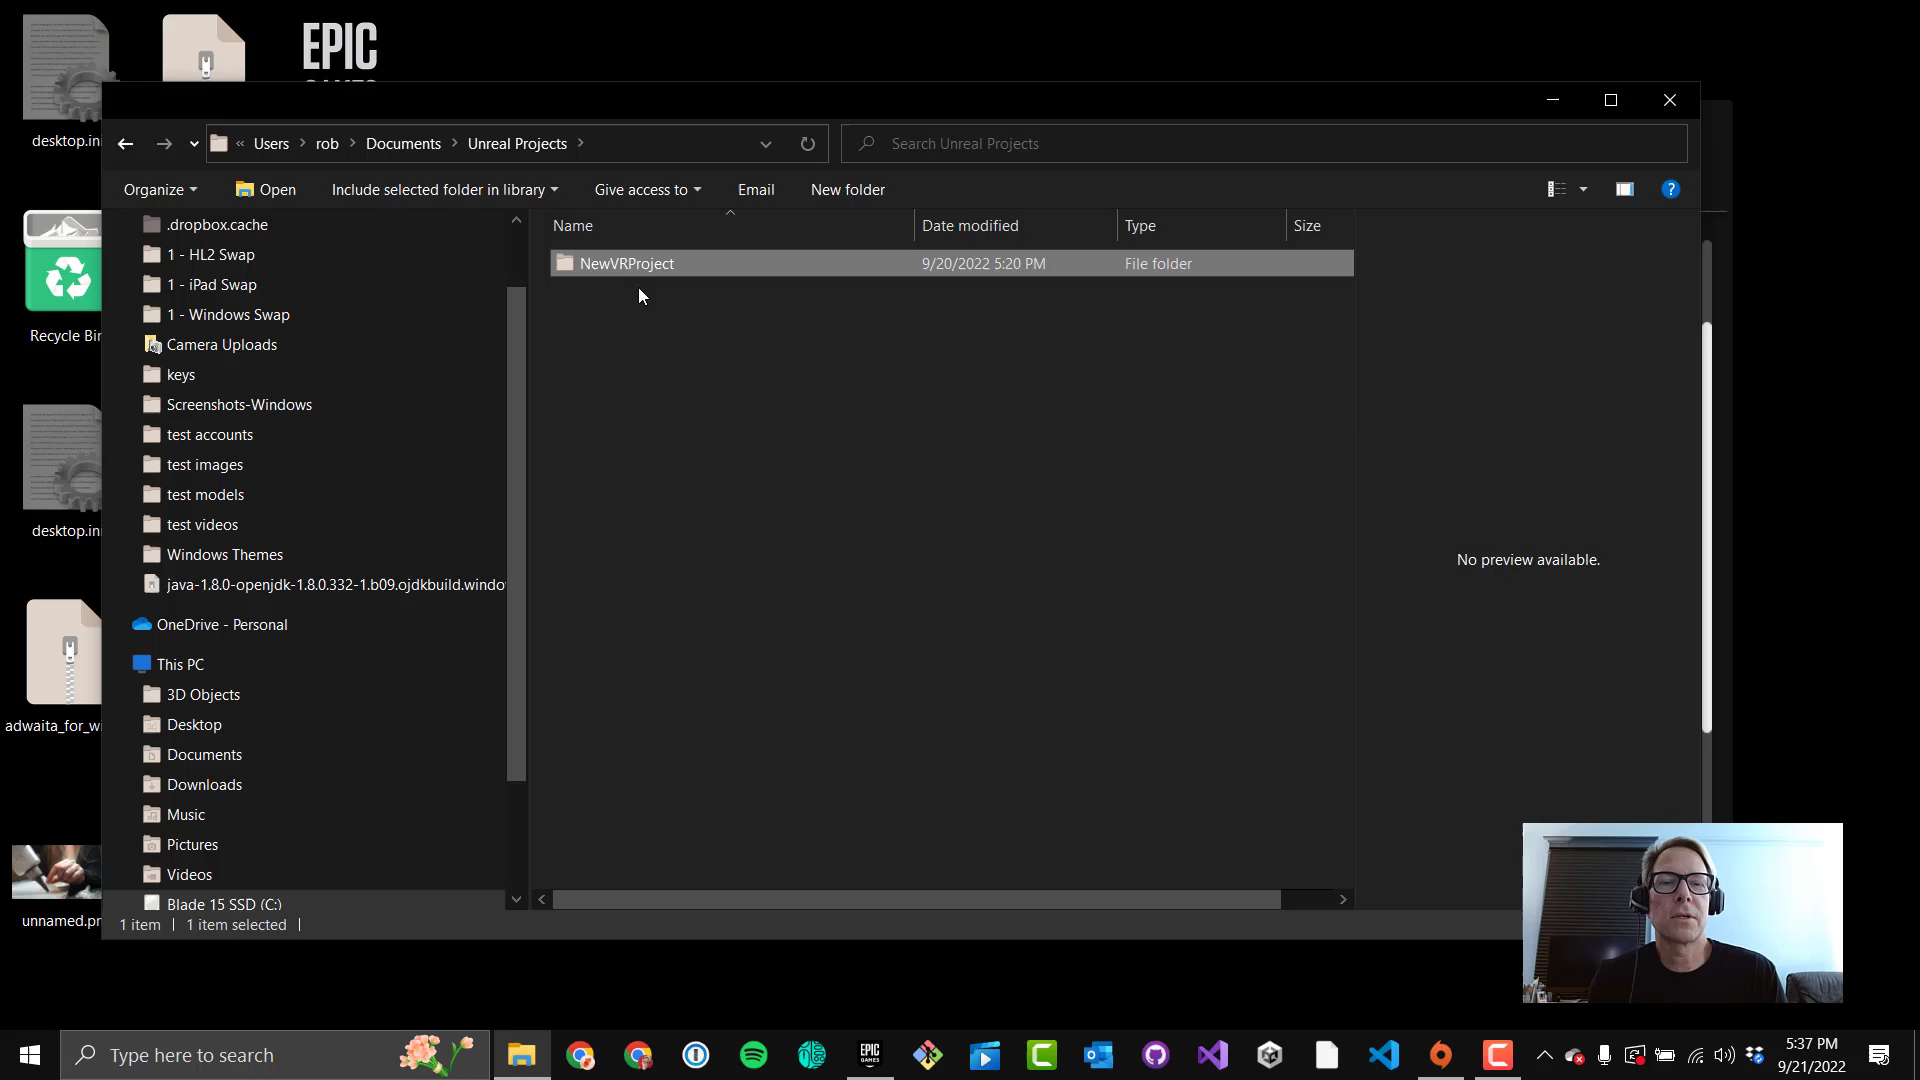 EPIC
desktop.ini
« Users > rob > Documents > Unreal Projects >
Search Unreal Projects
Organize
Open
Include selected folder in library
Give access to
Email
New folder
.dropbox.cache
1 - HL2 Swap
1 - iPad Swap
1 - Windows Swap
Camera Uploads
keys
Screenshots-Windows
test accounts
test images
test models
test videos
Windows Themes
java-1.8.0-openjdk-1.8.0.332-1.b09.ojdkbuild.windo
OneDrive - Personal
This PC
3D Objects
Desktop
Documents
Downloads
Music
Pictures
Videos
Blade 15 SSD (C:)
Name
Date modified
Type
Size
NewVRProject
9/20/2022 5:20 PM
File folder
No preview available.
1 item
1 item selected
Recycle Bin
desktop.ini
adwaita_for_wi
unnamed.pn
Type here to search
EPIC
GAMES
5:37 PM
9/21/2022